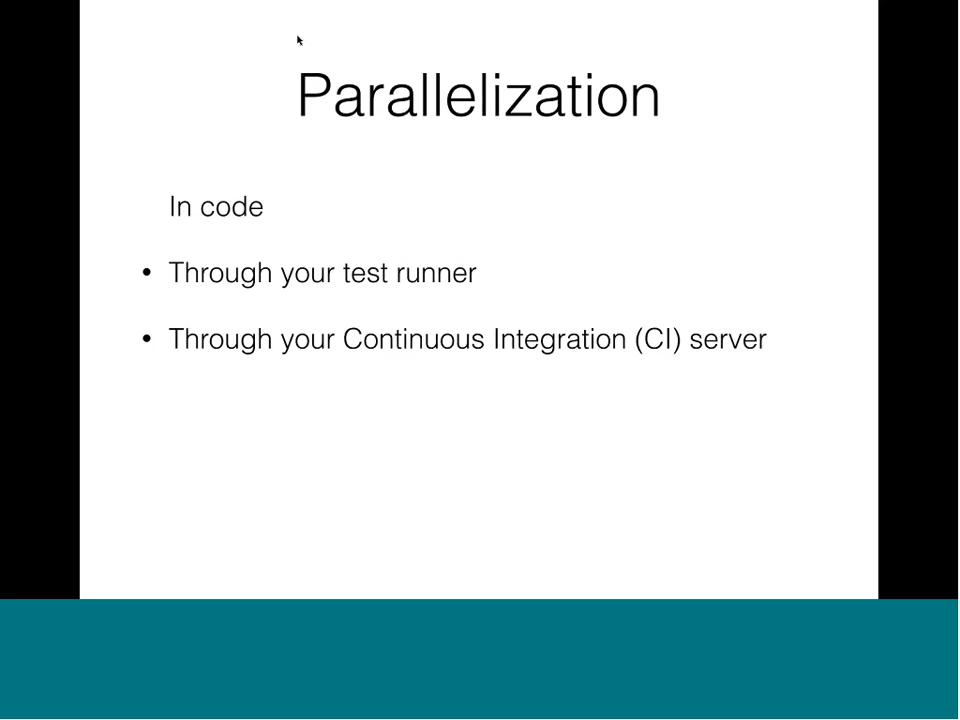 Parallelization
In code
• Through your test runner
• Through your Continuous Integration (CI) server